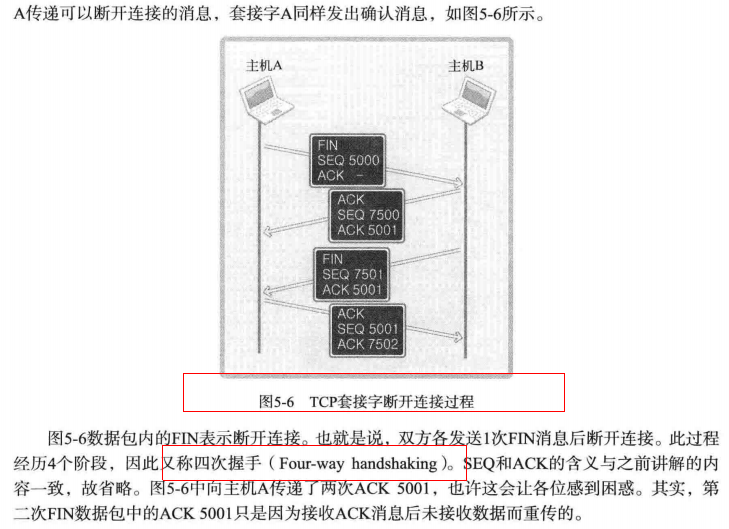 A传递可以断开连接的消息，套接字A同样发出确认消息，如图5-6所示。
主机A
主机B
FIN
SEQ 5000
ACK -
ACK
SEQ 7500
ACK 5001
FIN
SEQ 7501
ACK 5001
ACK
SEQ 5001
ACK 7502
图5-6 TCP套接字断开连接过程
图5-6数据包内的FIN表示断开连接。也就是说，双方各发送1次FIN消息后断开连接。此过程
经历4个阶段，因此又称四次握手（Four-way handshaking）。SEQ和ACK的含义与之前讲解的内
容一致，故省略。图5-6中向主机A传递了两次ACK 5001，也许这会让各位感到困惑。其实，第
二次FIN数据包中的ACK 5001只是因为接收ACK消息后未接收数据而重传的。